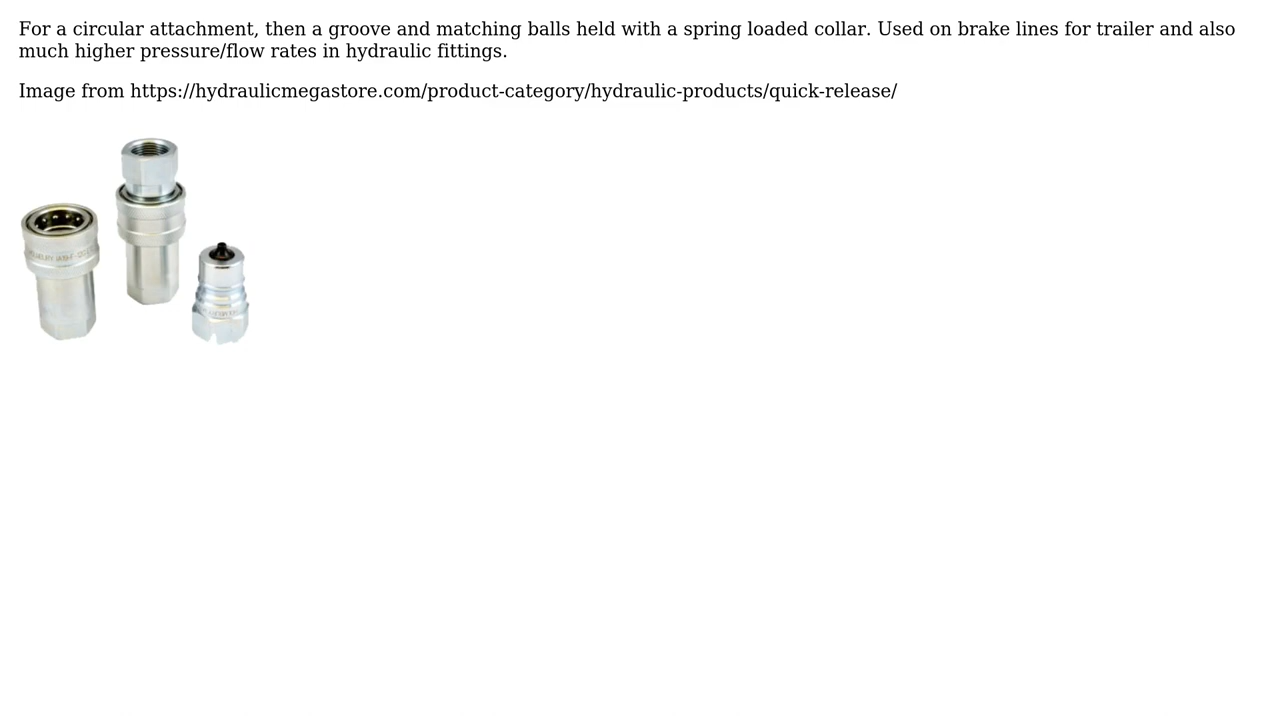 For a circular attachment, then a groove and matching balls held with a spring loaded collar. Used on brake lines for trailer and also
much higher pressure/flow rates in hydraulic fittings.
Image from https://hydraulicmegastore.com/product-category/hydraulic-products/quick-release/